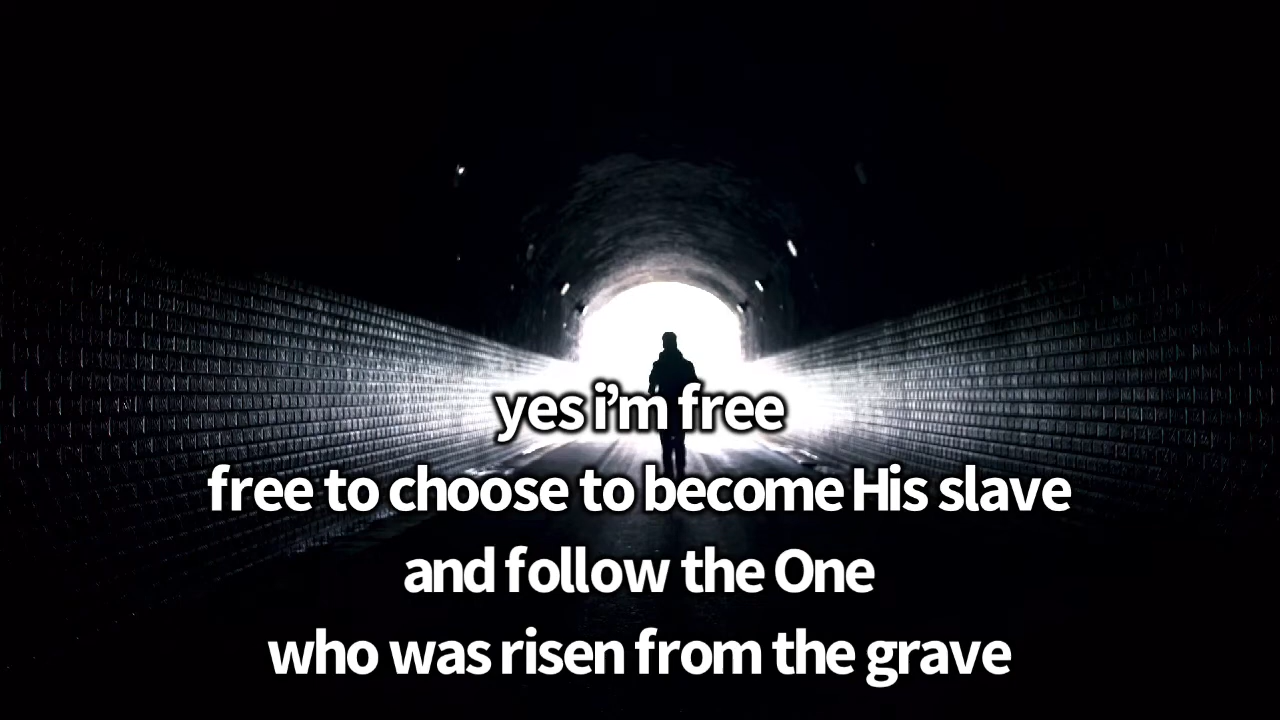 yes i’m free
free to choose to become His slave
and follow the One
who was risen from the grave